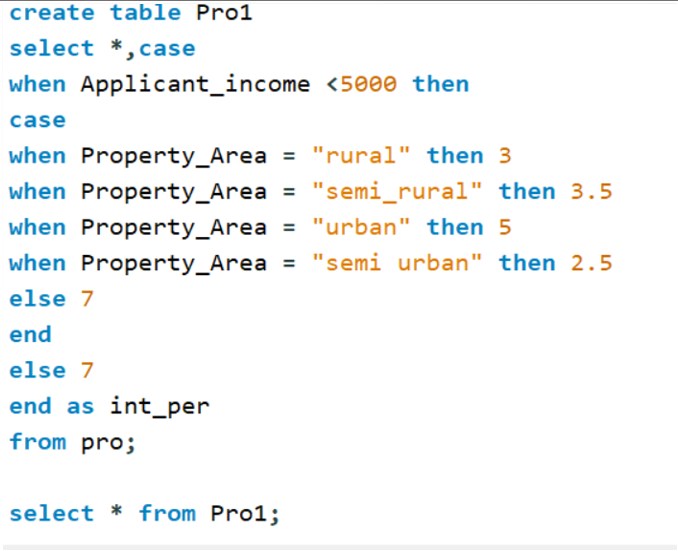 create table Pro1
select *,case
when Applicant_income <5000 then
case
when Property_Area = "rural" then 3
when Property_Area = "semi_rural" then 3.5
when Property_Area = "urban" then 5
when Property_Area = "semi urban" then 2.5
else 7
end
else 7
end as int_per
from pro;
select * from Pro1;